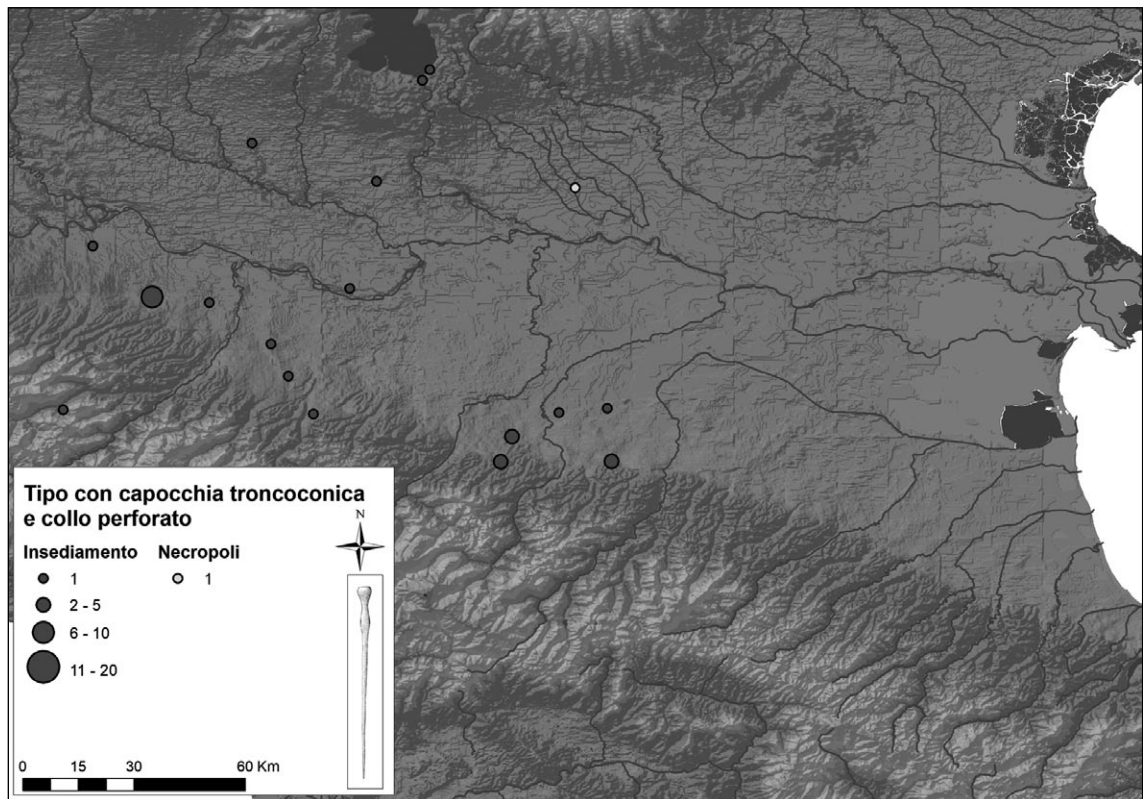 Tipo con capocchia troncoconica
e collo perforato
Insediamento Necropoli
1 1
2 - 5
6 - 10
11 - 20
N
0 15 30 60 Km